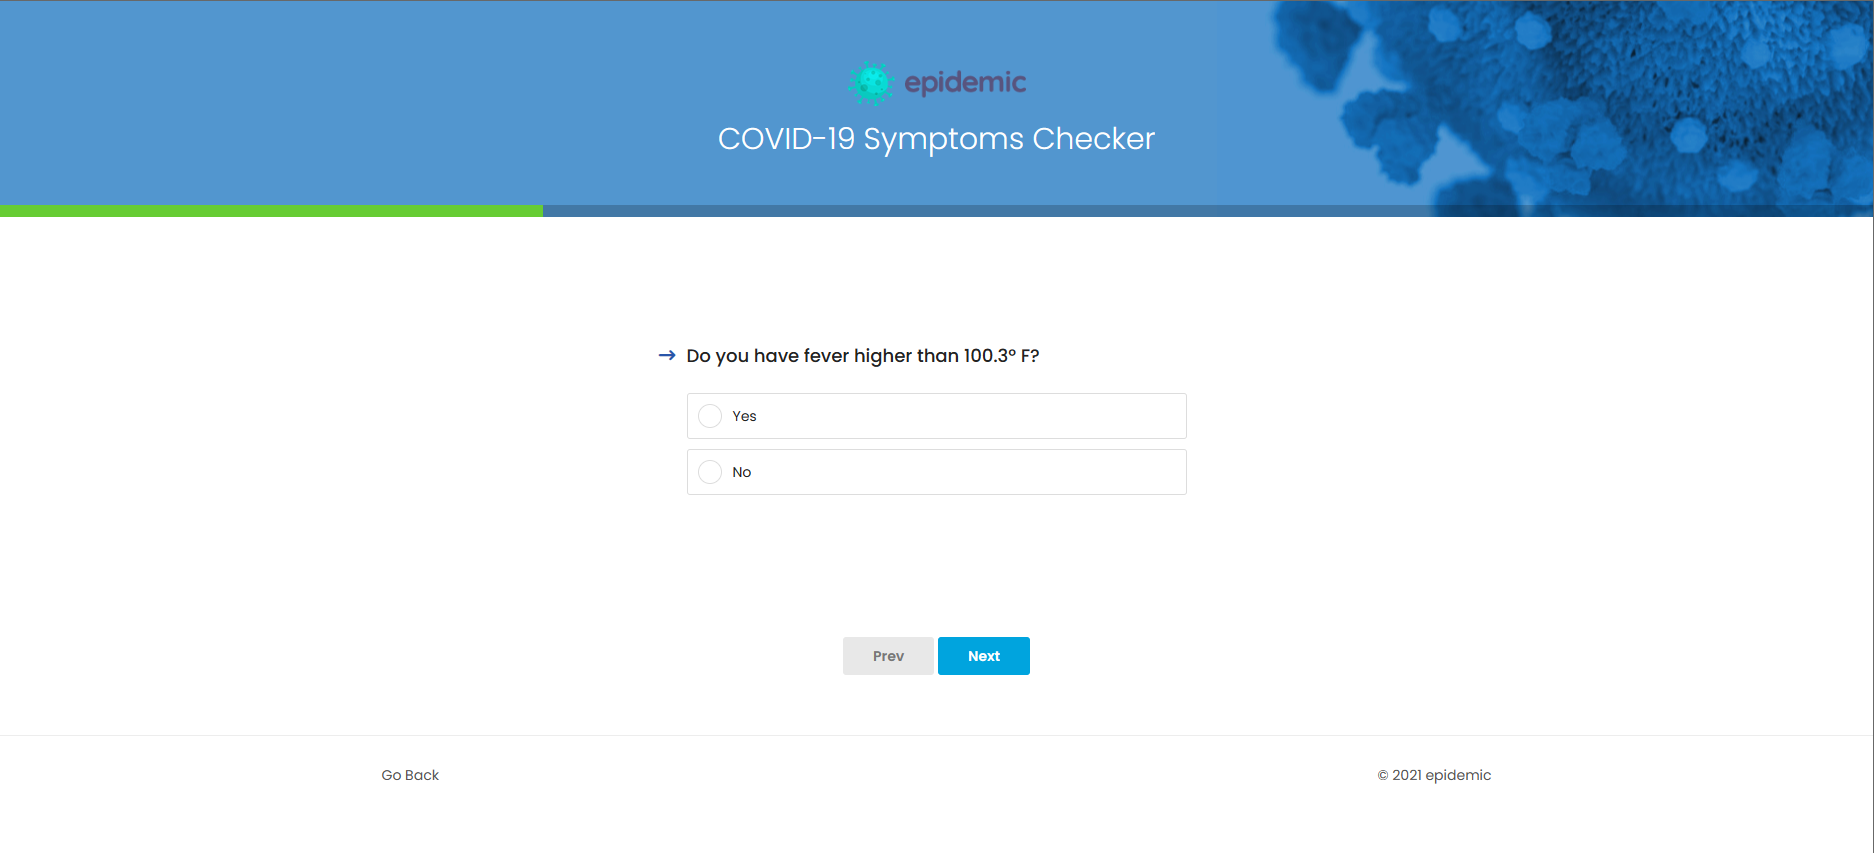 epidemic
COVID-19 Symptoms Checker
→ Do you have fever higher than 100.3° F?
Yes
No
Prev Next
Go Back © 2021 epidemic